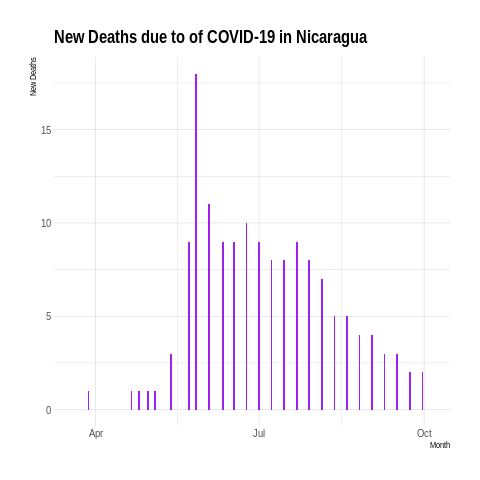 New Deaths due to of COVID-19 in Nicaragua
New Deaths
15
10
5
0
Apr
Jul
Oct
Month